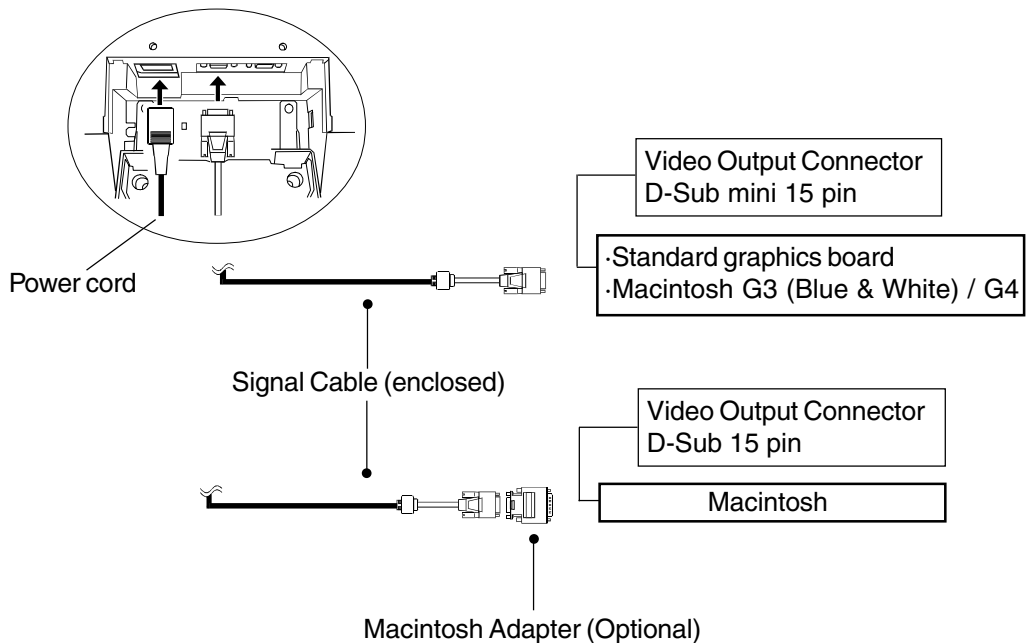 Video Output Connector
D-Sub mini 15 pin
·Standard graphics board
·Macintosh G3 (Blue & White) / G4
Power cord
Signal Cable (enclosed)
Video Output Connector
D-Sub 15 pin
Macintosh
Macintosh Adapter (Optional)